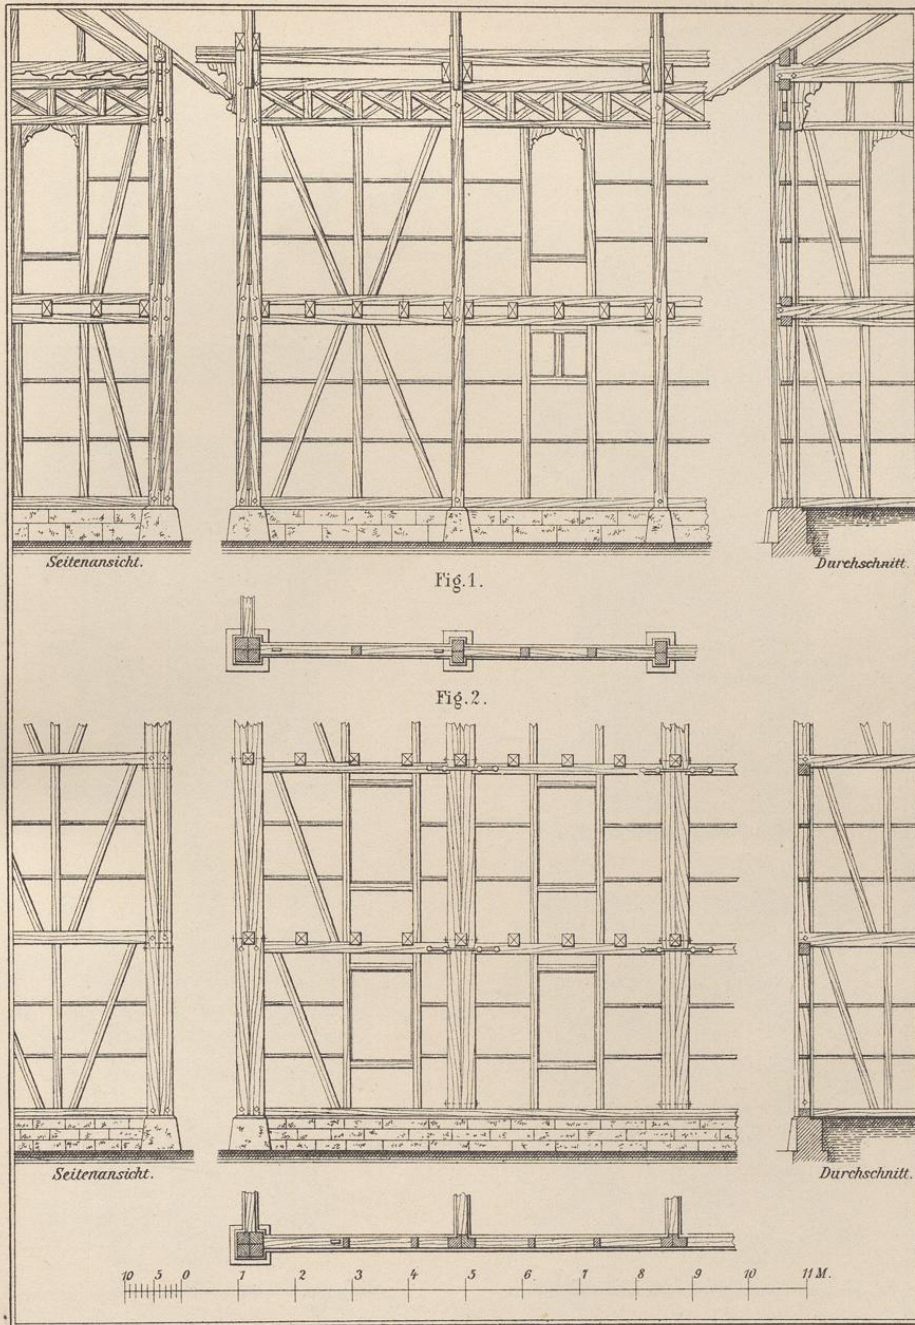 Seitenansicht.
Durchschnitt.
Fig.1.
Fig.2.
Seitenansicht.
Durchschnitt.
10 5 0 1 2 3 4 5 6 7 8 9 10 11 M.